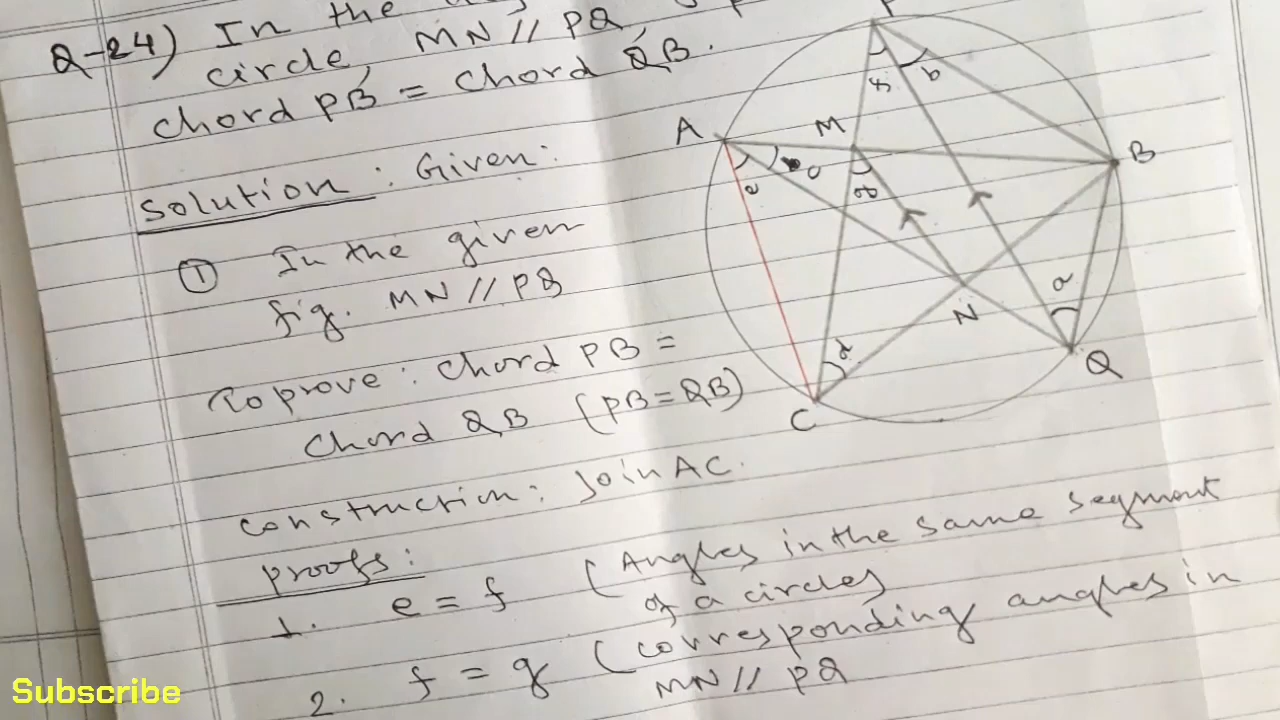 Q-24) In the
circle, MN // PQ
chord PB = chord QB.
Solution: Given:
① In the given
fig. MN // PQ
To prove: chord PB =
chord QB (PB = QB)
construction: Join AC.
proofs:
1. e = f (Angles in the same segment
of a circles
2. f = g (corresponding angles in
MN // PQ
P
f
b
A
M
B
e
c
g
a
N
d
Q
C
Subscribe